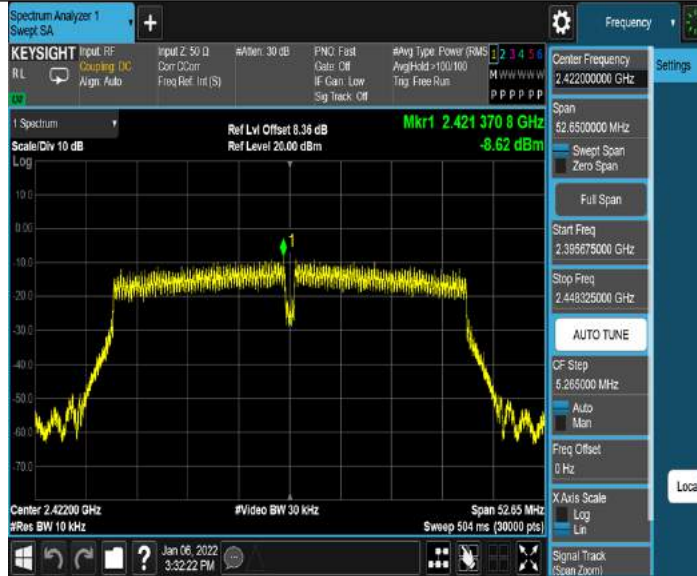 Spectrum Analyzer 1
Swept SA
+
Frequency
KEYSIGHT
RL
LW
Input: RF
Coupling: DC
Align: Auto
Input Z: 50 Ω
Corr CCorr
Freq Ref: Int (S)
#Atten: 30 dB
PNO: Fast
Gate: Off
IF Gain: Low
Sig Track: Off
#Avg Type: Power (RMS
Avg|Hold:>100/100
Trig: Free Run
1 2 3 4 5 6
M W W W W W
P P P P P P
1 Spectrum
Scale/Div 10 dB
Log
Ref Lvl Offset 8.36 dB
Ref Level 20.00 dBm
Mkr1 2.421 370 8 GHz
-8.62 dBm
10.0
0.00
-10.0
-20.0
-30.0
-40.0
-50.0
-60.0
-70.0
1
Center 2.42200 GHz
#Res BW 10 kHz
#Video BW 30 kHz
Span 52.65 MHz
Sweep 504 ms (30000 pts)
?
Jan 06, 2022
3:32:22 PM
Center Frequency
2.422000000 GHz
Settings
Span
52.6500000 MHz
Swept Span
Zero Span
Full Span
Start Freq
2.395675000 GHz
Stop Freq
2.448325000 GHz
AUTO TUNE
CF Step
5.265000 MHz
Auto
Man
Freq Offset
0 Hz
X Axis Scale
Log
Lin
Loca
Signal Track
(Span Zoom)